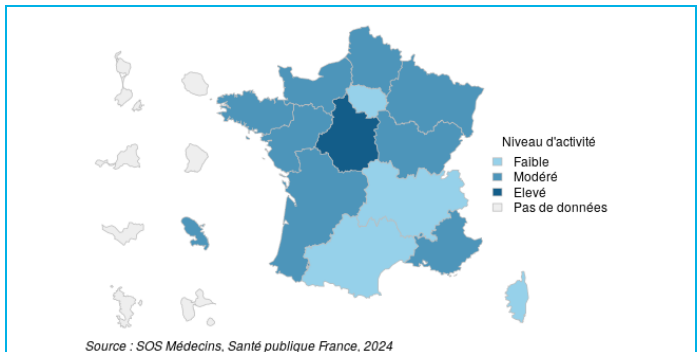 Niveau d'activité
Faible
Modéré
Elevé
Pas de données
Source : SOS Médecins, Santé publique France, 2024